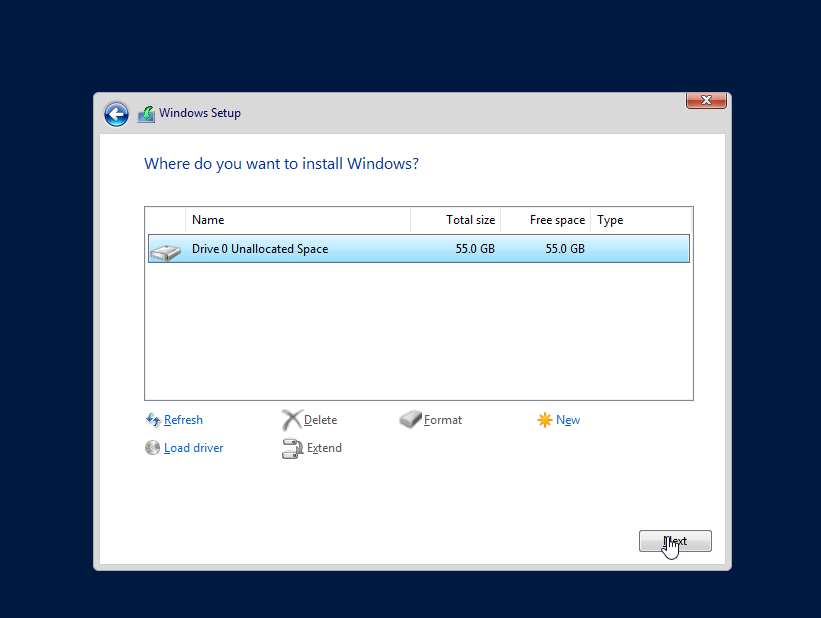 Windows Setup
Where do you want to install Windows?
Name Total size Free space Type
Drive 0 Unallocated Space 55.0 GB 55.0 GB
Refresh Delete Format New
Load driver Extend
Next